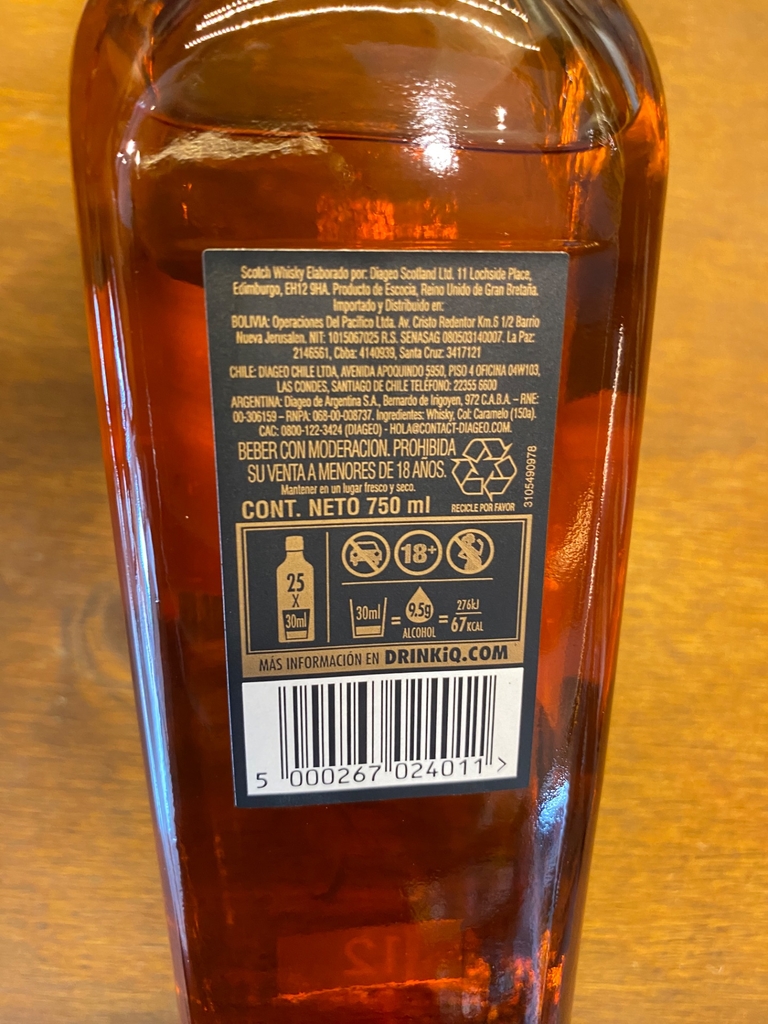 Scotch Whisky Elaborado por: Diageo Scotland Ltd. 11 Lochside Place,
Edimburgo, EH12 9HA. Producto de Escocia, Reino Unido de Gran Bretaña.
Importado y Distribuido en:
BOLIVIA: Operaciones Del Pacífico Ltda. Av. Cristo Redentor Km.6 1/2 Barrio
Nueva Jerusalen. NIT: 1015067025 R.S. SENASAG 080503140007. La Paz:
2146561, Cbba: 4140939, Santa Cruz: 3417121
CHILE: DIAGEO CHILE LTDA, AVENIDA APOQUINDO 5950, PISO 4 OFICINA 04W103,
LAS CONDES, SANTIAGO DE CHILE TELÉFONO: 22355 6600
ARGENTINA: Diageo de Argentina S.A., Bernardo de Irigoyen, 972 C.A.B.A. – RNE:
00-306159 – RNPA: 068-00-008737. Ingredientes: Whisky, Col: Caramelo (150a).
CAC: 0800-122-3424 (DIAGEO) - HOLA@CONTACT-DIAGEO.COM.
BEBER CON MODERACION. PROHIBIDA
SU VENTA A MENORES DE 18 AÑOS.
Mantener en un lugar fresco y seco.
CONT. NETO 750 ml
RECICLE POR FAVOR
3105490978
25
X
30ml
18+
30ml = 9.5g = 276kJ
ALCOHOL 67KCAL
MÁS INFORMACIÓN EN DRINKiQ.COM
5 000267 024011 >
12